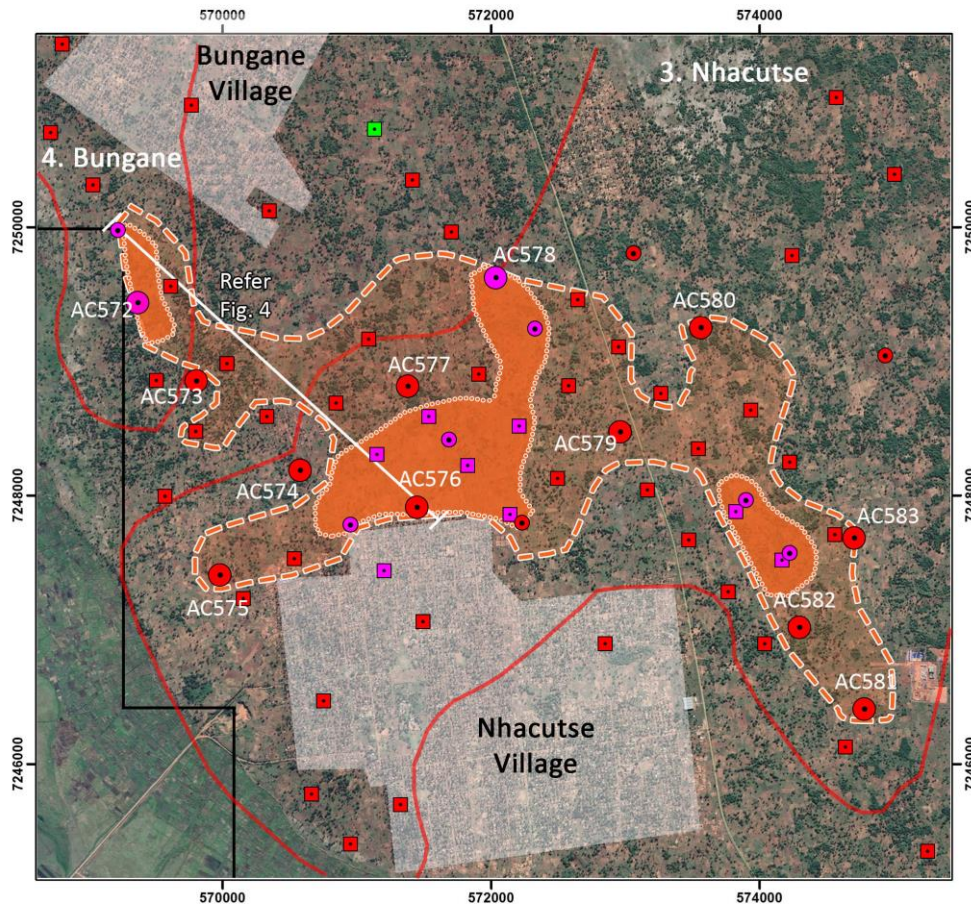 570000
572000
574000
Bungane
Village
3. Nhacutse
4. Bungane
7250000
7250000
Refer
Fig. 4
AC572
AC573
AC574
AC575
AC576
AC577
AC578
AC579
AC580
AC583
AC582
AC581
7248000
7248000
Nhacutse
Village
7246000
7246000
570000
572000
574000